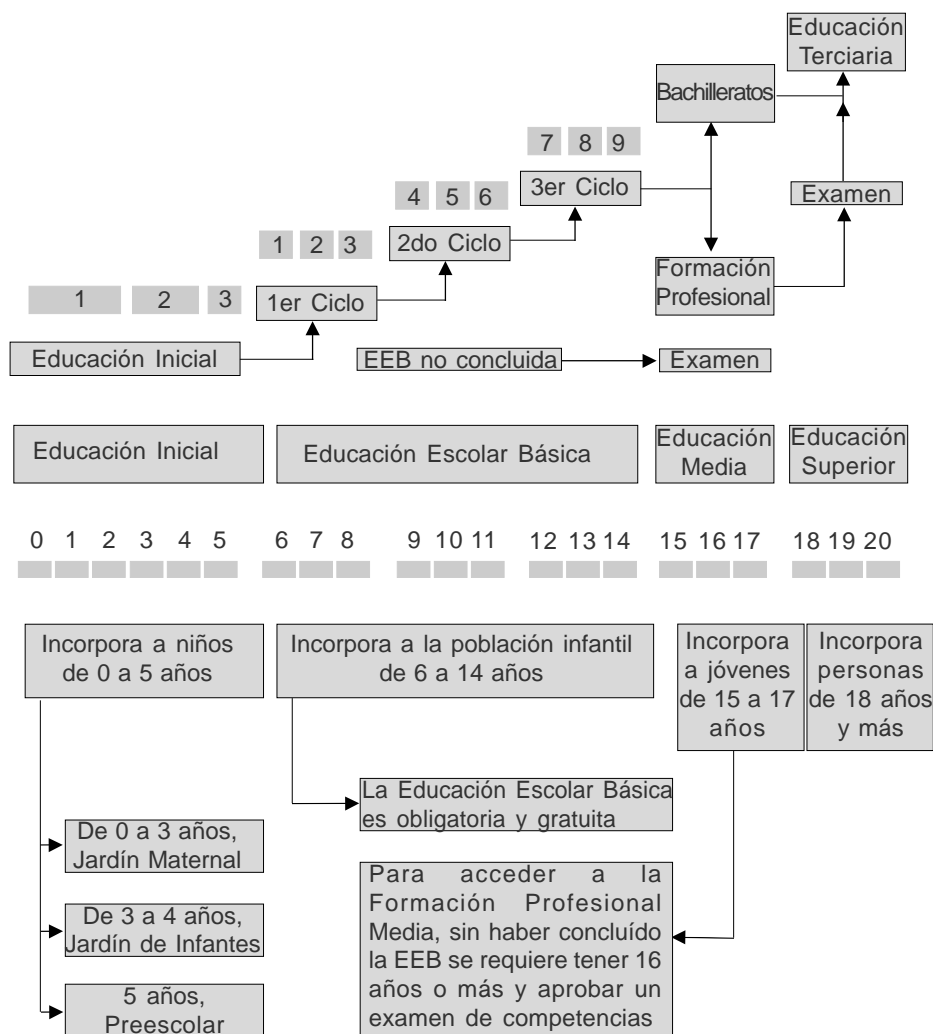 Educación
Terciaria
Bachilleratos
7 8 9
3er Ciclo
Examen
4 5 6
2do Ciclo
1 2 3
1er Ciclo
Formación
Profesional
1 2 3
Educación Inicial
EEB no concluida
Examen
Educación Inicial
Educación Escolar Básica
Educación
Media
Educación
Superior
0 1 2 3 4 5 6 7 8 9 10 11 12 13 14 15 16 17 18 19 20
Incorpora a niños
de 0 a 5 años
Incorpora a la población infantil
de 6 a 14 años
Incorpora
a jóvenes
de 15 a 17
años
Incorpora
personas
de 18 años
y más
La Educación Escolar Básica
es obligatoria y gratuita
De 0 a 3 años,
Jardín Maternal
De 3 a 4 años,
Jardín de Infantes
5 años,
Preescolar
Para acceder a la
Formación Profesional
Media, sin haber concluído
la EEB se requiere tener 16
años o más y aprobar un
examen de competencias